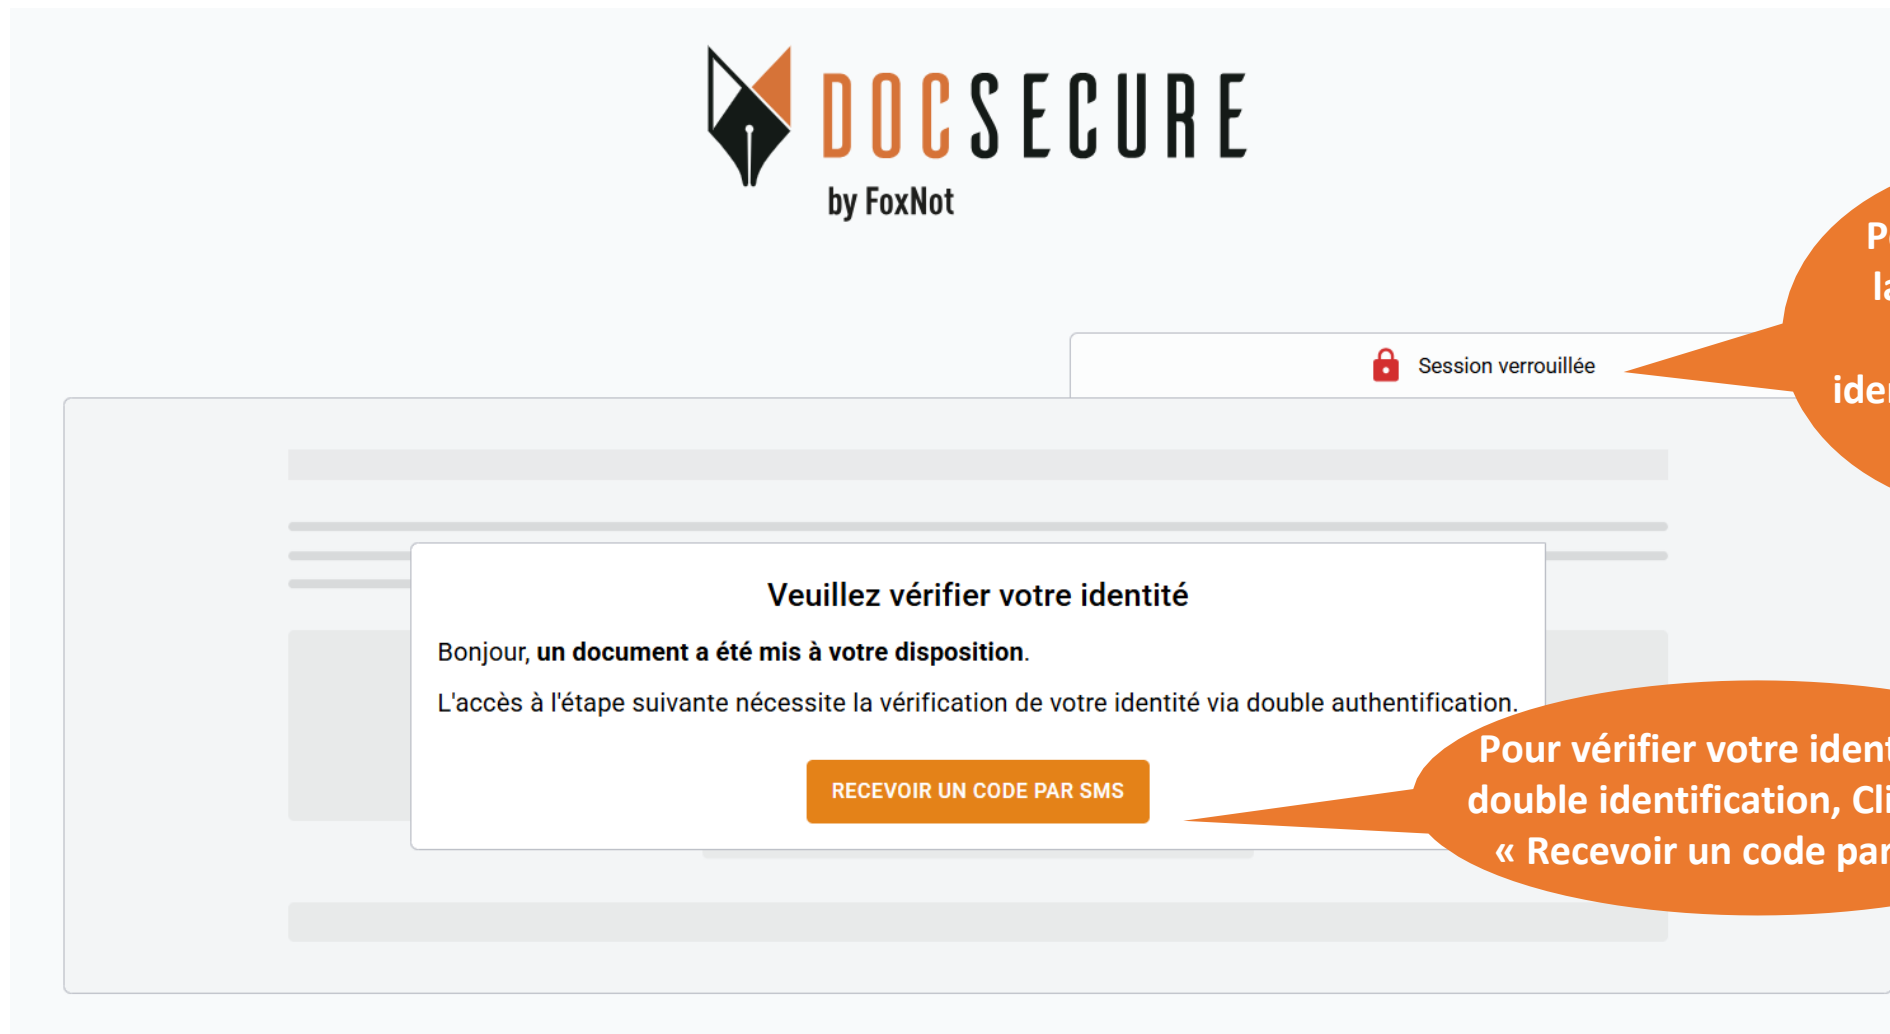 DOCSECURE
by FoxNot
Session verrouillée
Veuillez vérifier votre identité
Bonjour, un document a été mis à votre disposition.
L'accès à l'étape suivante nécessite la vérification de votre identité via double authentification.
RECEVOIR UN CODE PAR SMS
Pour vérifier votre
double identification,
« Recevoir un code par